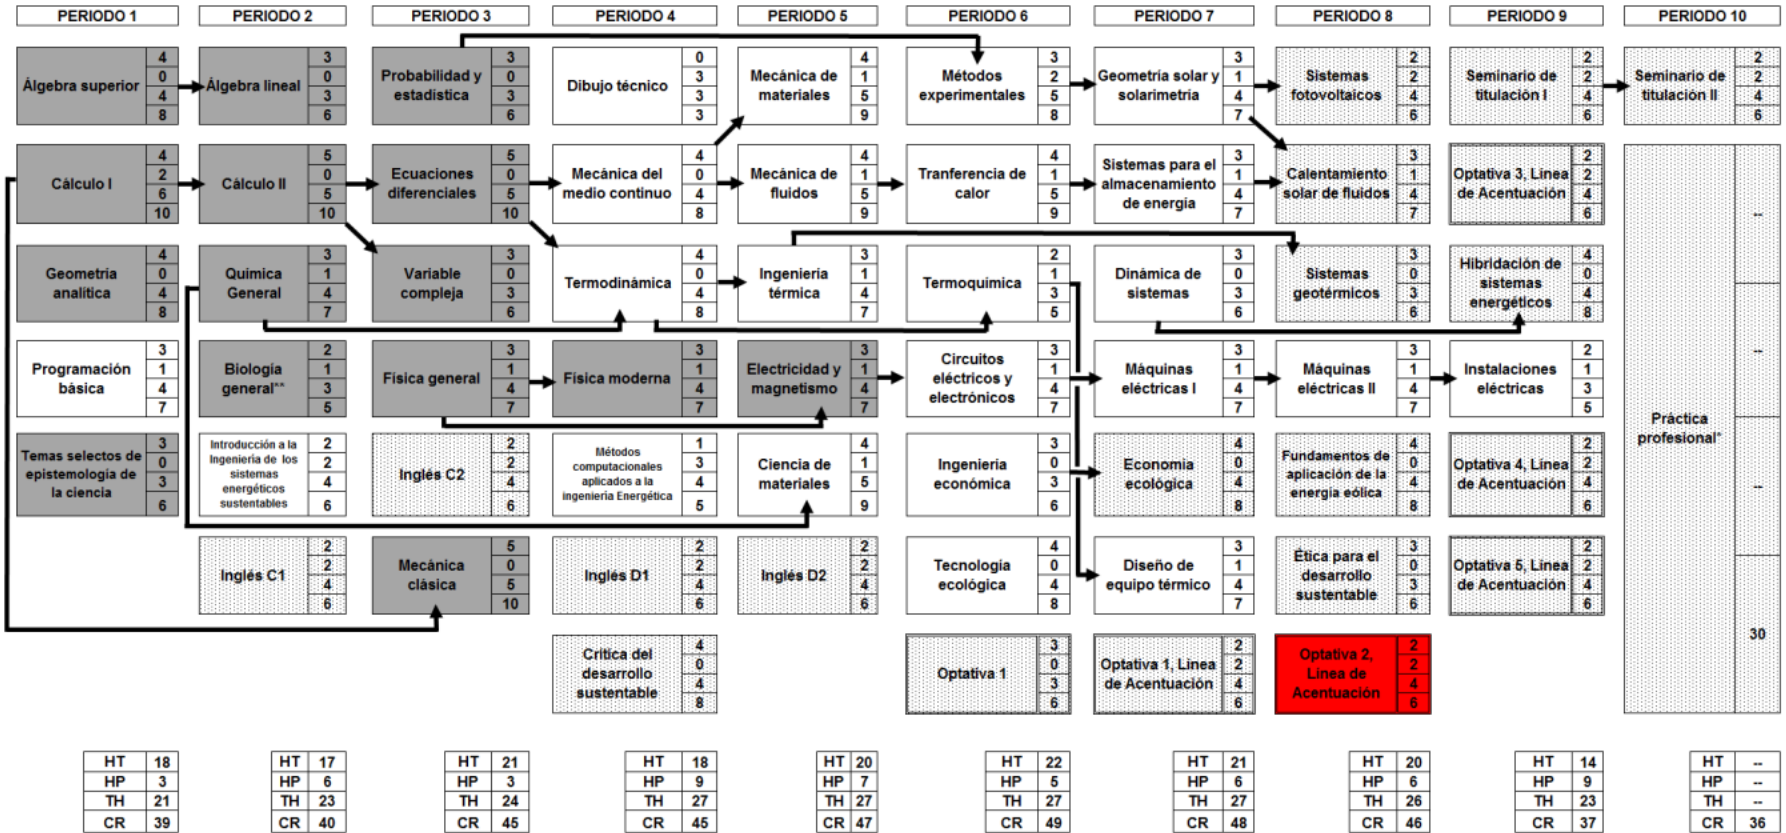 PERIODO 1
PERIODO 2
PERIODO 3
PERIODO 4
PERIODO 5
PERIODO 6
PERIODO 7
PERIODO 8
PERIODO 9
PERIODO 10
Álgebra superior
4
0
4
8
Álgebra lineal
3
0
3
6
Probabilidad y
estadística
3
0
3
6
Dibujo técnico
0
3
3
3
Mecánica de
materiales
4
1
5
9
Métodos
experimentales
3
2
5
8
Geometría solar y
solarimetría
3
1
4
7
Sistemas
fotovoltaicos
2
2
4
6
Seminario de
titulación I
2
2
4
6
Seminario de
titulación II
2
2
4
6
Cálculo I
4
2
6
10
Cálculo II
5
0
5
10
Ecuaciones
diferenciales
5
0
5
10
Mecánica del
medio continuo
4
0
4
8
Mecánica de
fluidos
4
1
5
9
Tranferencia de
calor
4
1
5
9
Sistemas para el
almacenamiento
de energía
3
1
4
7
Calentamiento
solar de fluidos
3
1
4
7
Optativa 3, Línea
de Acentuación
2
2
4
6
Práctica
profesional*
--
--
--
30
Geometría
analítica
4
0
4
8
Química
General
3
1
4
7
Variable
compleja
3
0
3
6
Termodinámica
4
0
4
8
Ingeniería
térmica
3
1
4
7
Termoquímica
2
1
3
5
Dinámica de
sistemas
3
0
3
6
Sistemas
geotérmicos
3
0
3
6
Hibridación de
sistemas
energéticos
4
0
4
8
Programación
básica
3
1
4
7
Biología
general**
2
1
3
5
Física general
3
1
4
7
Física moderna
3
1
4
7
Electricidad y
magnetismo
3
1
4
7
Circuitos
eléctricos y
electrónicos
3
1
4
7
Máquinas
eléctricas I
3
1
4
7
Máquinas
eléctricas II
3
1
4
7
Instalaciones
eléctricas
2
1
3
5
Temas selectos de
epistemología de
la ciencia
3
0
3
6
Introducción a la
Ingeniería de los
sistemas
energéticos
sustentables
2
2
4
6
Inglés C2
2
2
4
6
Métodos
computacionales
aplicados a la
ingeniería Energética
1
3
4
5
Ciencia de
materiales
4
1
5
9
Ingeniería
económica
3
0
3
6
Economía
ecológica
4
0
4
8
Fundamentos de
aplicación de la
energía eólica
4
0
4
8
Optativa 4, Línea
de Acentuación
2
2
4
6
Inglés C1
2
2
4
6
Mecánica
clásica
5
0
5
10
Inglés D1
2
2
4
6
Inglés D2
2
2
4
6
Tecnología
ecológica
4
0
4
8
Diseño de
equipo térmico
3
1
4
7
Ética para el
desarrollo
sustentable
3
0
3
6
Optativa 5, Línea
de Acentuación
2
2
4
6
Crítica del
desarrollo
sustentable
4
0
4
8
Optativa 1
3
0
3
6
Optativa 1, Línea
de Acentuación
2
2
4
6
Optativa 2,
Línea de
Acentuación
2
2
4
6
HT 18
HP 3
TH 21
CR 39
HT 17
HP 6
TH 23
CR 40
HT 21
HP 3
TH 24
CR 45
HT 18
HP 9
TH 27
CR 45
HT 20
HP 7
TH 27
CR 47
HT 22
HP 5
TH 27
CR 49
HT 21
HP 6
TH 27
CR 48
HT 20
HP 6
TH 26
CR 46
HT 14
HP 9
TH 23
CR 37
HT --
HP --
TH --
CR 36